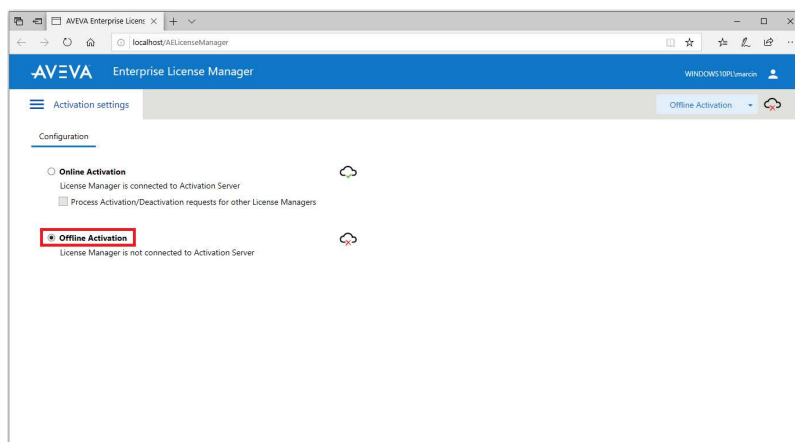 AVEVA Enterprise Licens
localhost/AELicenseManager
AVEVA Enterprise License Manager
WINDOWS10PL\marcin
Activation settings
Offline Activation
Configuration
Online Activation
License Manager is connected to Activation Server
Process Activation/Deactivation requests for other License Managers
Offline Activation
License Manager is not connected to Activation Server